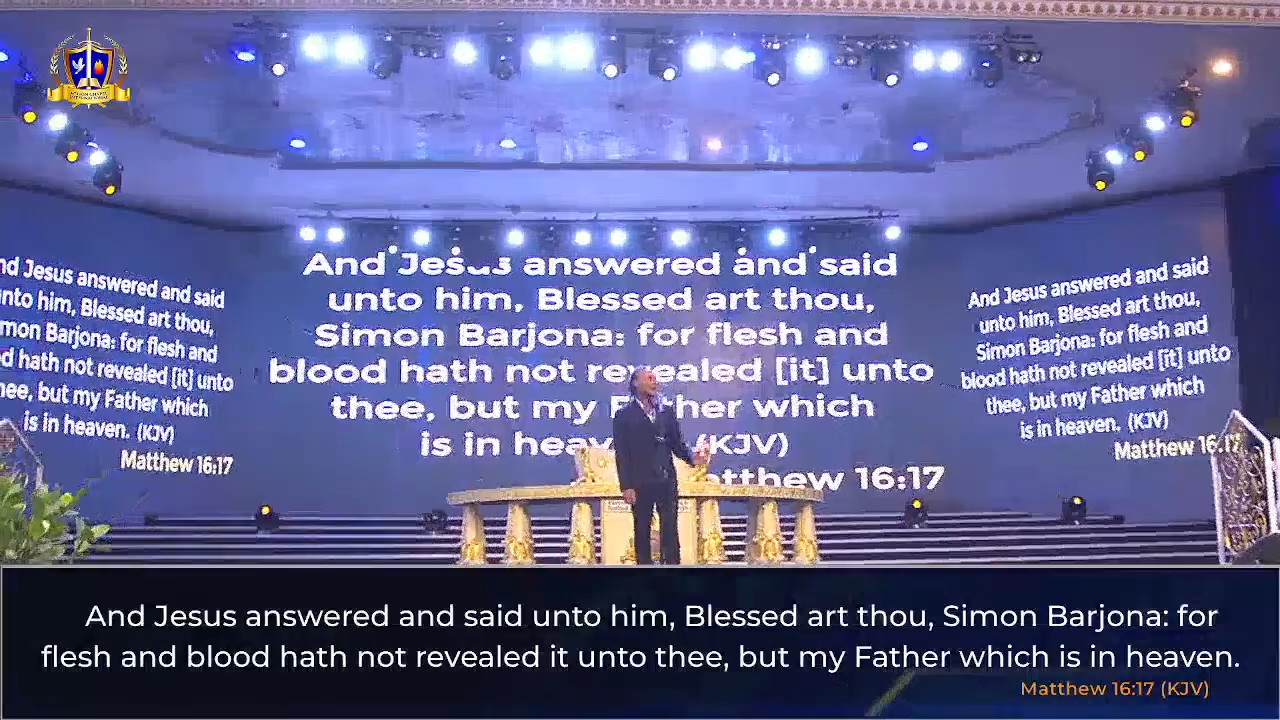 And Jesus answered and said
unto him, Blessed art thou,
Simon Barjona: for flesh and
blood hath not revealed [it] unto
thee, but my Father which
is in heaven. (KJV)
Matthew 16:17
Jesus answered and said
unto him, Blessed art thou,
Barjona: for flesh and
hath not revealed [it] unto
thee, but my Father which
is in heaven. (KJV)
Matthew 16:17
And Jesus answered and said
unto him, Blessed art thou,
Simon Barjona: for flesh and
blood hath not revealed [it] unto
thee, but my Father which
is in heaven. (KJV)
Matthew 16:17
And Jesus answered and said unto him, Blessed art thou, Simon Barjona: for
flesh and blood hath not revealed it unto thee, but my Father which is in heaven.
Matthew 16:17 (KJV)